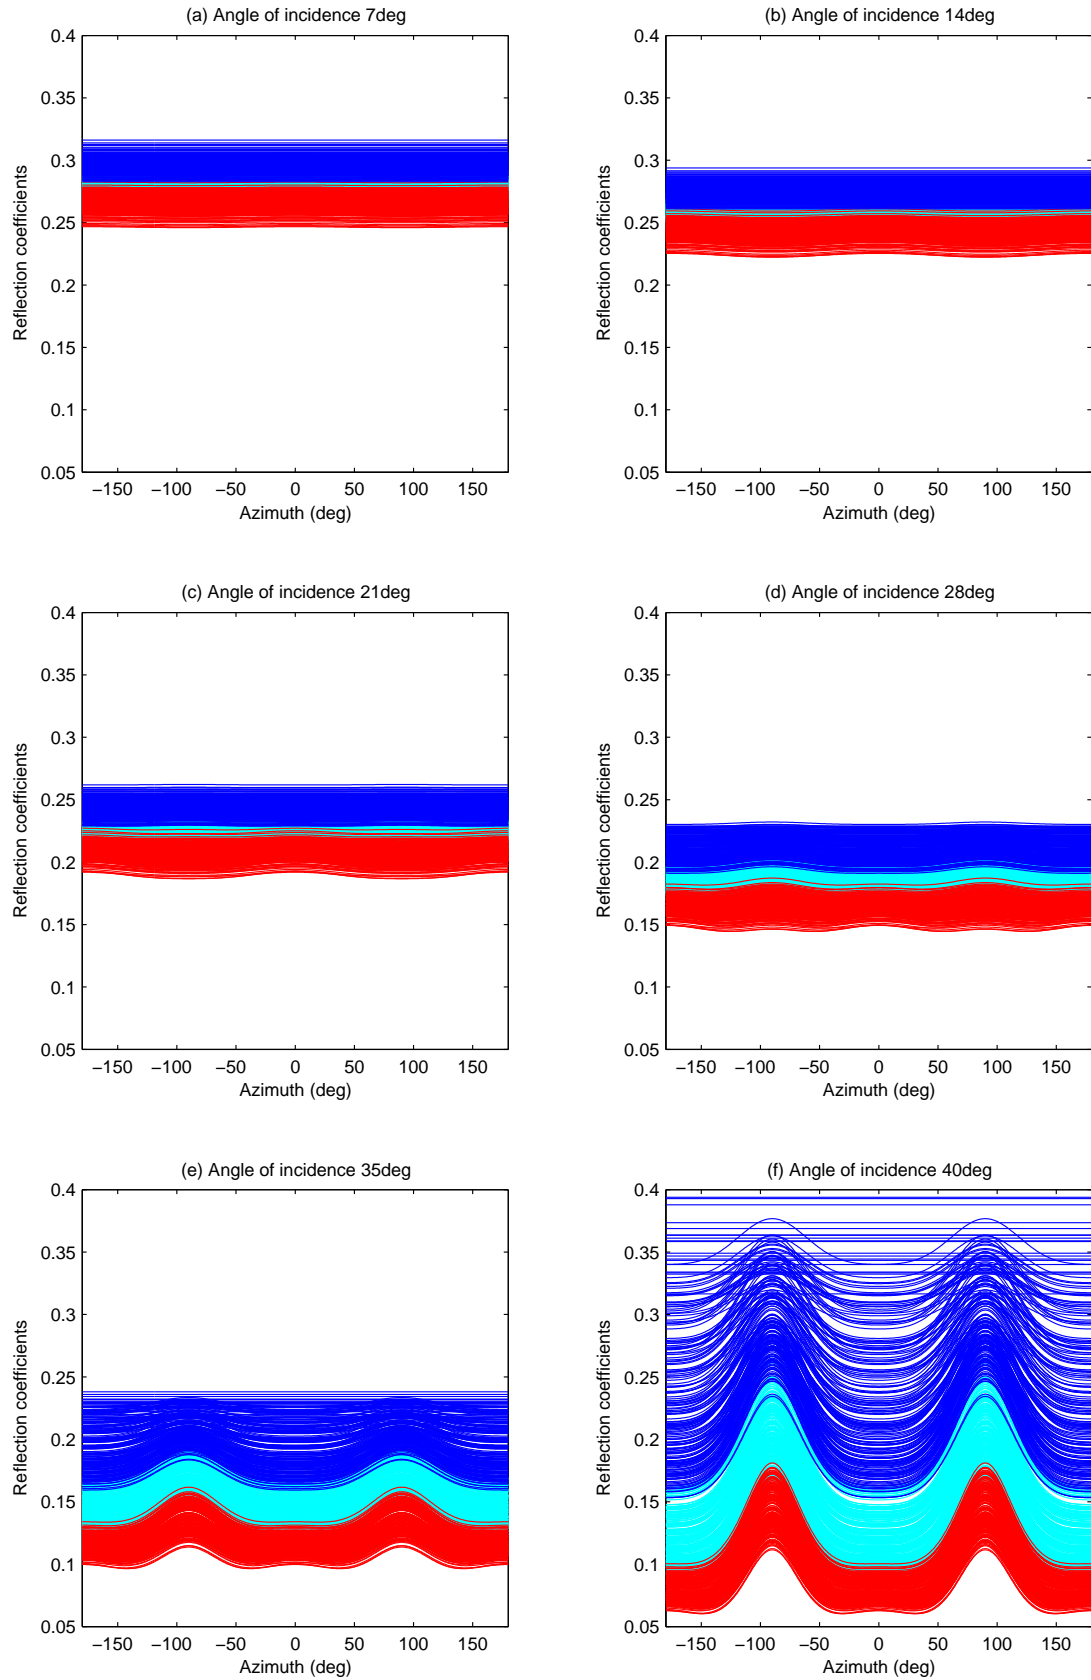 (a) Angle of incidence 7deg
0.4
0.35
0.3
0.25
0.2
0.15
0.1
0.05
Reflection coefficients
−150 −100 −50 0 50 100 150
Azimuth (deg)
(b) Angle of incidence 14deg
0.4
0.35
0.3
0.25
0.2
0.15
0.1
0.05
Reflection coefficients
−150 −100 −50 0 50 100 150
Azimuth (deg)
(c) Angle of incidence 21deg
0.4
0.35
0.3
0.25
0.2
0.15
0.1
0.05
Reflection coefficients
−150 −100 −50 0 50 100 150
Azimuth (deg)
(d) Angle of incidence 28deg
0.4
0.35
0.3
0.25
0.2
0.15
0.1
0.05
Reflection coefficients
−150 −100 −50 0 50 100 150
Azimuth (deg)
(e) Angle of incidence 35deg
0.4
0.35
0.3
0.25
0.2
0.15
0.1
0.05
Reflection coefficients
−150 −100 −50 0 50 100 150
Azimuth (deg)
(f) Angle of incidence 40deg
0.4
0.35
0.3
0.25
0.2
0.15
0.1
0.05
Reflection coefficients
−150 −100 −50 0 50 100 150
Azimuth (deg)